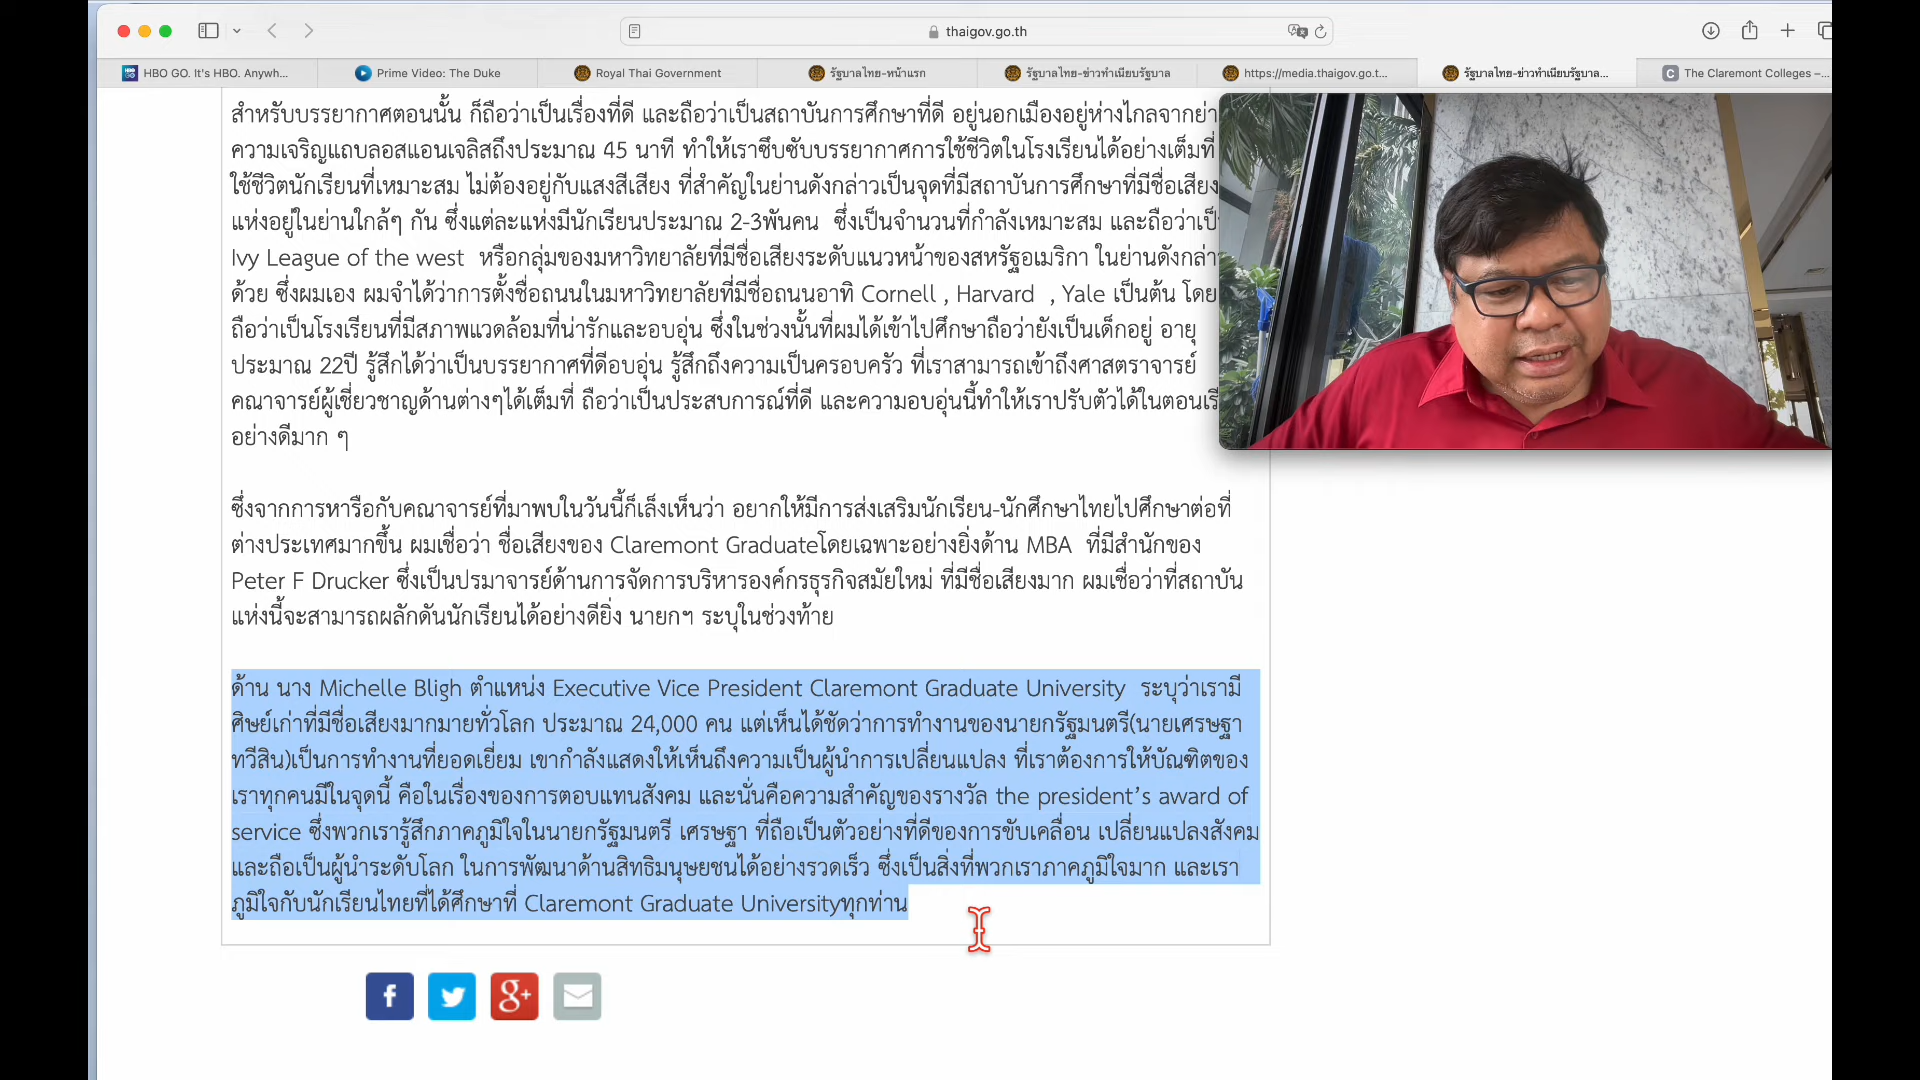 thaigov.go.th
HBO GO. It's HBO. Anywh...
Prime Video: The Duke
Royal Thai Government
รัฐบาลไทย-หน้าแรก
รัฐบาลไทย-ข่าวทำเนียบรัฐบาล
https://media.thaigov.go.t...
รัฐบาลไทย-ข่าวทำเนียบรัฐบาล...
C The Claremont Colleges –...
สำหรับบรรยากาศตอนนั้น ก็ถือว่าเป็นเรื่องที่ดี และถือว่าเป็นสถาบันการศึกษาที่ดี อยู่นอกเมืองอยู่ห่างไกลจากย่า
ความเจริญแถบลอสแอนเจลิสถึงประมาณ 45 นาที ทำให้เราซึบซับบรรยากาศการใช้ชีวิตในโรงเรียนได้อย่างเต็มที่
ใช้ชีวิตนักเรียนที่เหมาะสม ไม่ต้องอยู่กับแสงสีเสียง ที่สำคัญในย่านดังกล่าวเป็นจุดที่มีสถาบันการศึกษาที่มีชื่อเสียง
แห่งอยู่ในย่านใกล้ๆ กัน ซึ่งแต่ละแห่งมีนักเรียนประมาณ 2-3พันคน ซึ่งเป็นจำนวนที่กำลังเหมาะสม และถือว่าเป็
Ivy League of the west หรือกลุ่มของมหาวิทยาลัยที่มีชื่อเสียงระดับแนวหน้าของสหรัฐอเมริกา ในย่านดังกล่า
ด้วย ซึ่งผมเอง ผมจำได้ว่าการตั้งชื่อถนนในมหาวิทยาลัยที่มีชื่อถนนอาทิ Cornell , Harvard , Yale เป็นต้น โดย
ถือว่าเป็นโรงเรียนที่มีสภาพแวดล้อมที่น่ารักและอบอุ่น ซึ่งในช่วงนั้นที่ผมได้เข้าไปศึกษาถือว่ายังเป็นเด็กอยู่ อายุ
ประมาณ 22ปี รู้สึกได้ว่าเป็นบรรยากาศที่ดีอบอุ่น รู้สึกถึงความเป็นครอบครัว ที่เราสามารถเข้าถึงศาสตราจารย์
คณาจารย์ผู้เชี่ยวชาญด้านต่างๆได้เต็มที่ ถือว่าเป็นประสบการณ์ที่ดี และความอบอุ่นนี้ทำให้เราปรับตัวได้ในตอนเรี
อย่างดีมาก ๆ
ซึ่งจากการหารือกับคณาจารย์ที่มาพบในวันนี้ก็เล็งเห็นว่า อยากให้มีการส่งเสริมนักเรียน-นักศึกษาไทยไปศึกษาต่อที่
ต่างประเทศมากขึ้น ผมเชื่อว่า ชื่อเสียงของ Claremont Graduateโดยเฉพาะอย่างยิ่งด้าน MBA ที่มีสำนักของ
Peter F Drucker ซึ่งเป็นปรมาจารย์ด้านการจัดการบริหารองค์กรธุรกิจสมัยใหม่ ที่มีชื่อเสียงมาก ผมเชื่อว่าที่สถาบัน
แห่งนี้จะสามารถผลักดันนักเรียนได้อย่างดียิ่ง นายกฯ ระบุในช่วงท้าย
ด้าน นาง Michelle Bligh ตำแหน่ง Executive Vice President Claremont Graduate University ระบุว่าเรามี
ศิษย์เก่าที่มีชื่อเสียงมากมายทั่วโลก ประมาณ 24,000 คน แต่เห็นได้ชัดว่าการทำงานของนายกรัฐมนตรี(นายเศรษฐา
ทวีสิน)เป็นการทำงานที่ยอดเยี่ยม เขากำลังแสดงให้เห็นถึงความเป็นผู้นำการเปลี่ยนแปลง ที่เราต้องการให้บัณฑิตของ
เราทุกคนมีในจุดนี้ คือในเรื่องของการตอบแทนสังคม และนั่นคือความสำคัญของรางวัล the president's award of
service ซึ่งพวกเรารู้สึกภาคภูมิใจในนายกรัฐมนตรี เศรษฐา ที่ถือเป็นตัวอย่างที่ดีของการขับเคลื่อน เปลี่ยนแปลงสังคม
และถือเป็นผู้นำระดับโลก ในการพัฒนาด้านสิทธิมนุษยชนได้อย่างรวดเร็ว ซึ่งเป็นสิ่งที่พวกเราภาคภูมิใจมาก และเรา
ภูมิใจกับนักเรียนไทยที่ได้ศึกษาที่ Claremont Graduate Universityทุกท่าน